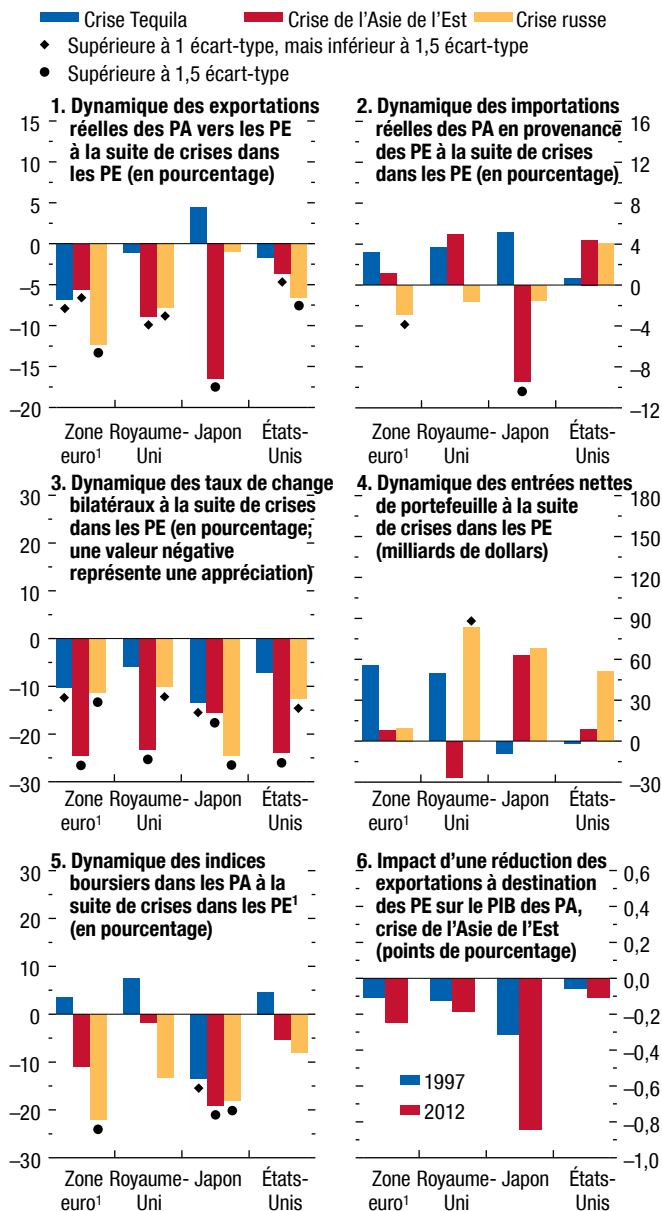 Crise Tequila Crise de l'Asie de l'Est Crise russe
Supérieure à 1 écart-type, mais inférieur à 1,5 écart-type
Supérieure à 1,5 écart-type
1. Dynamique des exportations
réelles des PA vers les PE
à la suite de crises dans
les PE (en pourcentage)
15
10
5
0
–5
–10
–15
–20
Zone
euro¹
Royaume-
Uni
Japon
États-
Unis
2. Dynamique des importations
réelles des PA en provenance
des PE à la suite de crises
dans les PE (en pourcentage)
16
12
8
4
0
–4
–8
–12
Zone
euro¹
Royaume-
Uni
Japon
États-
Unis
3. Dynamique des taux de change
bilatéraux à la suite de crises
dans les PE (en pourcentage;
une valeur négative
représente une appréciation)
30
20
10
0
–10
–20
–30
Zone
euro¹
Royaume-
Uni
Japon
États-
Unis
4. Dynamique des entrées nettes
de portefeuille à la suite
de crises dans les PE
(milliards de dollars)
180
150
120
90
60
30
0
–30
Zone
euro¹
Royaume-
Uni
Japon
États-
Unis
5. Dynamique des indices
boursiers dans les PA à la
suite de crises dans les PE¹
(en pourcentage)
30
20
10
0
–10
–20
–30
Zone
euro¹
Royaume-
Uni
Japon
États-
Unis
6. Impact d'une réduction des
exportations à destination
des PE sur le PIB des PA,
crise de l'Asie de l'Est
(points de pourcentage)
0,6
0,4
0,2
0,0
–0,2
–0,4
–0,6
–0,8
–1,0
1997
2012
Zone
euro¹
Royaume-
Uni
Japon
États-
Unis